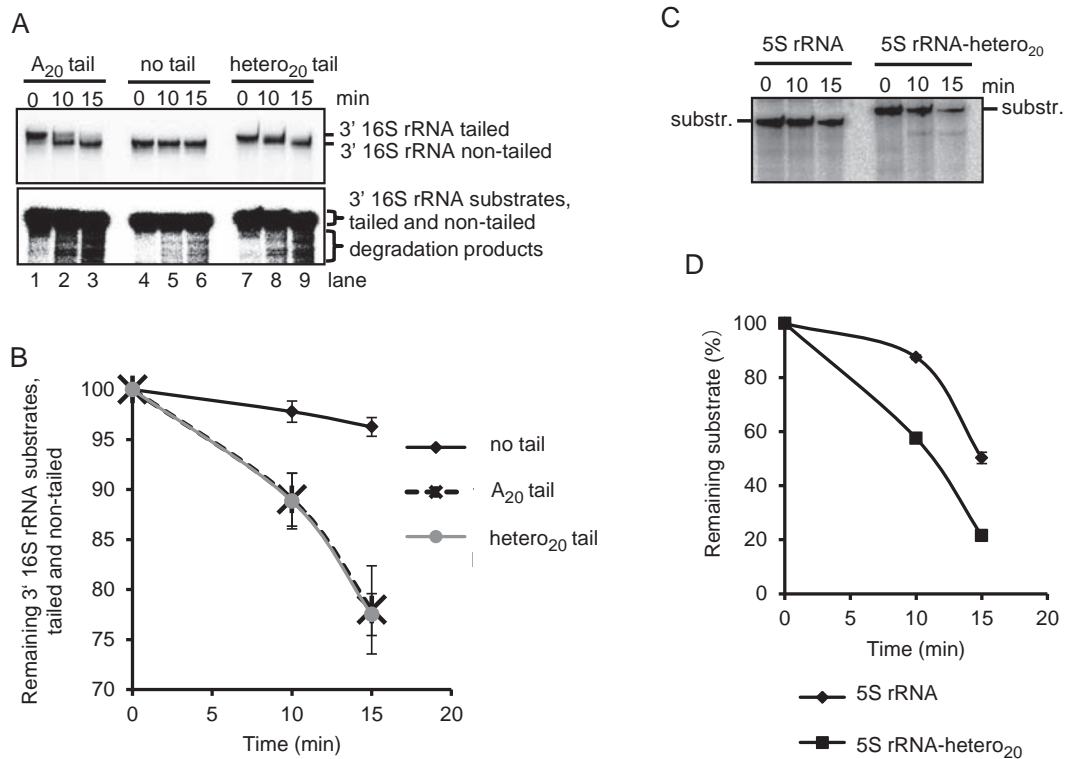 A
A20 tail no tail hetero20 tail
0 10 15 0 10 15 0 10 15 min
3' 16S rRNA tailed
3' 16S rRNA non-tailed
3' 16S rRNA substrates,
tailed and non-tailed
degradation products
1 2 3 4 5 6 7 8 9 lane
B
Remaining 3' 16S rRNA substrates,
tailed and non-tailed
100
95
90
85
80
75
70
0 5 10 15 20
Time (min)
no tail
A20 tail
hetero20 tail
C
5S rRNA 5S rRNA-hetero20
0 10 15 0 10 15 min
substr. substr.
D
Remaining substrate (%)
100
80
60
40
20
0
0 5 10 15 20
Time (min)
5S rRNA
5S rRNA-hetero20